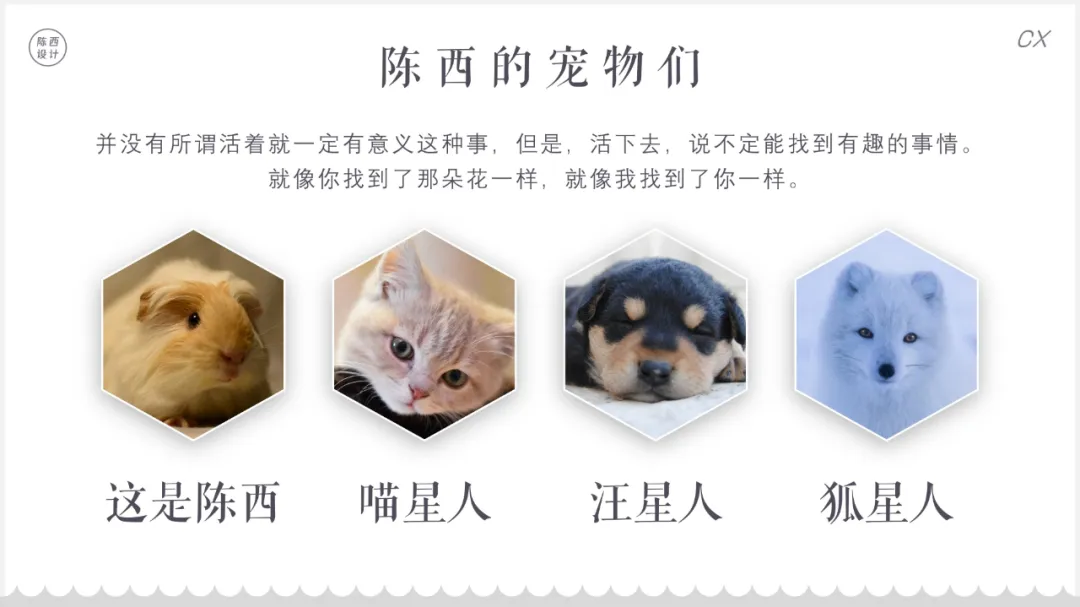 陈西
设计
CX
陈西的宠物们
并没有所谓活着就一定有意义这种事，但是，活下去，说不定能找到有趣的事情。
就像你找到了那朵花一样，就像我找到了你一样。
这是陈西
喵星人
汪星人
狐星人